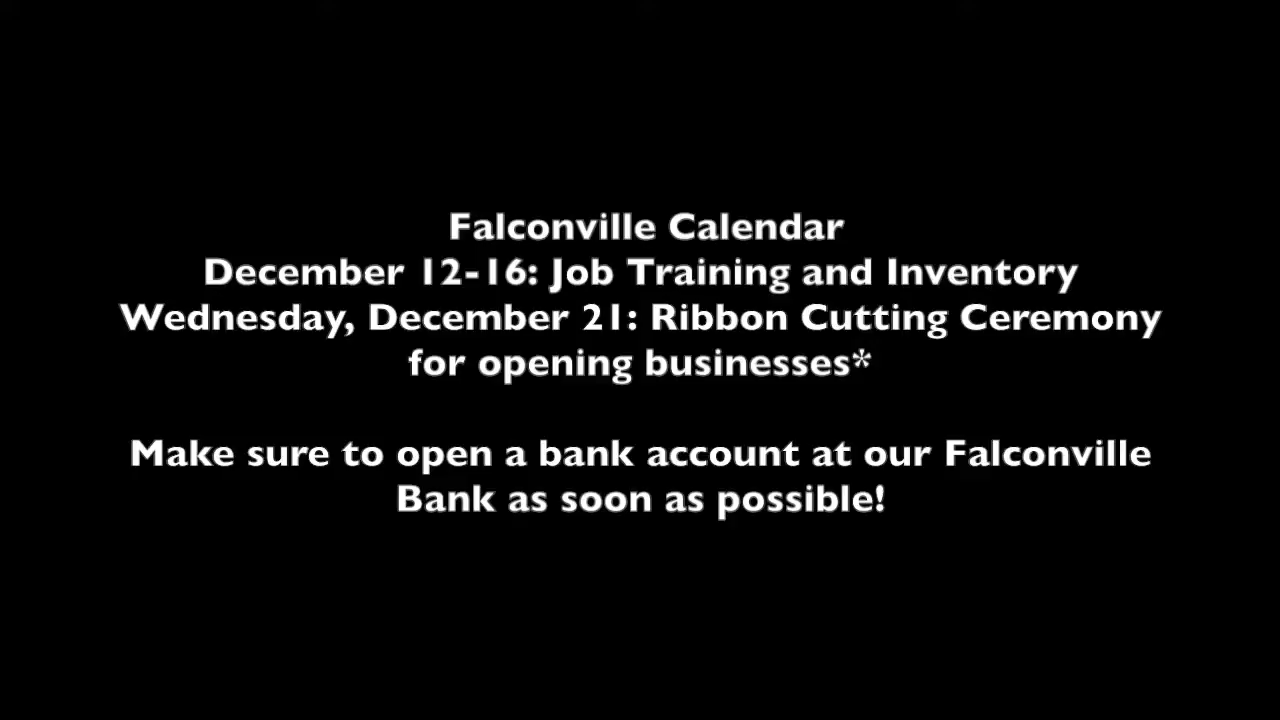 Falconville Calendar
December 12-16: Job Training and Inventory
Wednesday, December 21: Ribbon Cutting Ceremony
for opening businesses*
Make sure to open a bank account at our Falconville
Bank as soon as possible!